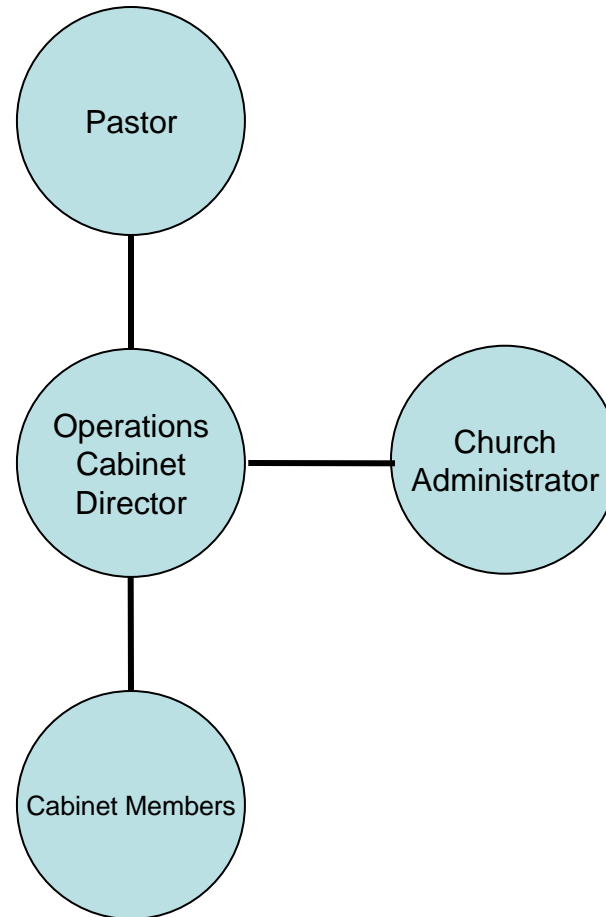 Pastor
Operations
Cabinet
Director
Church
Administrator
Cabinet Members